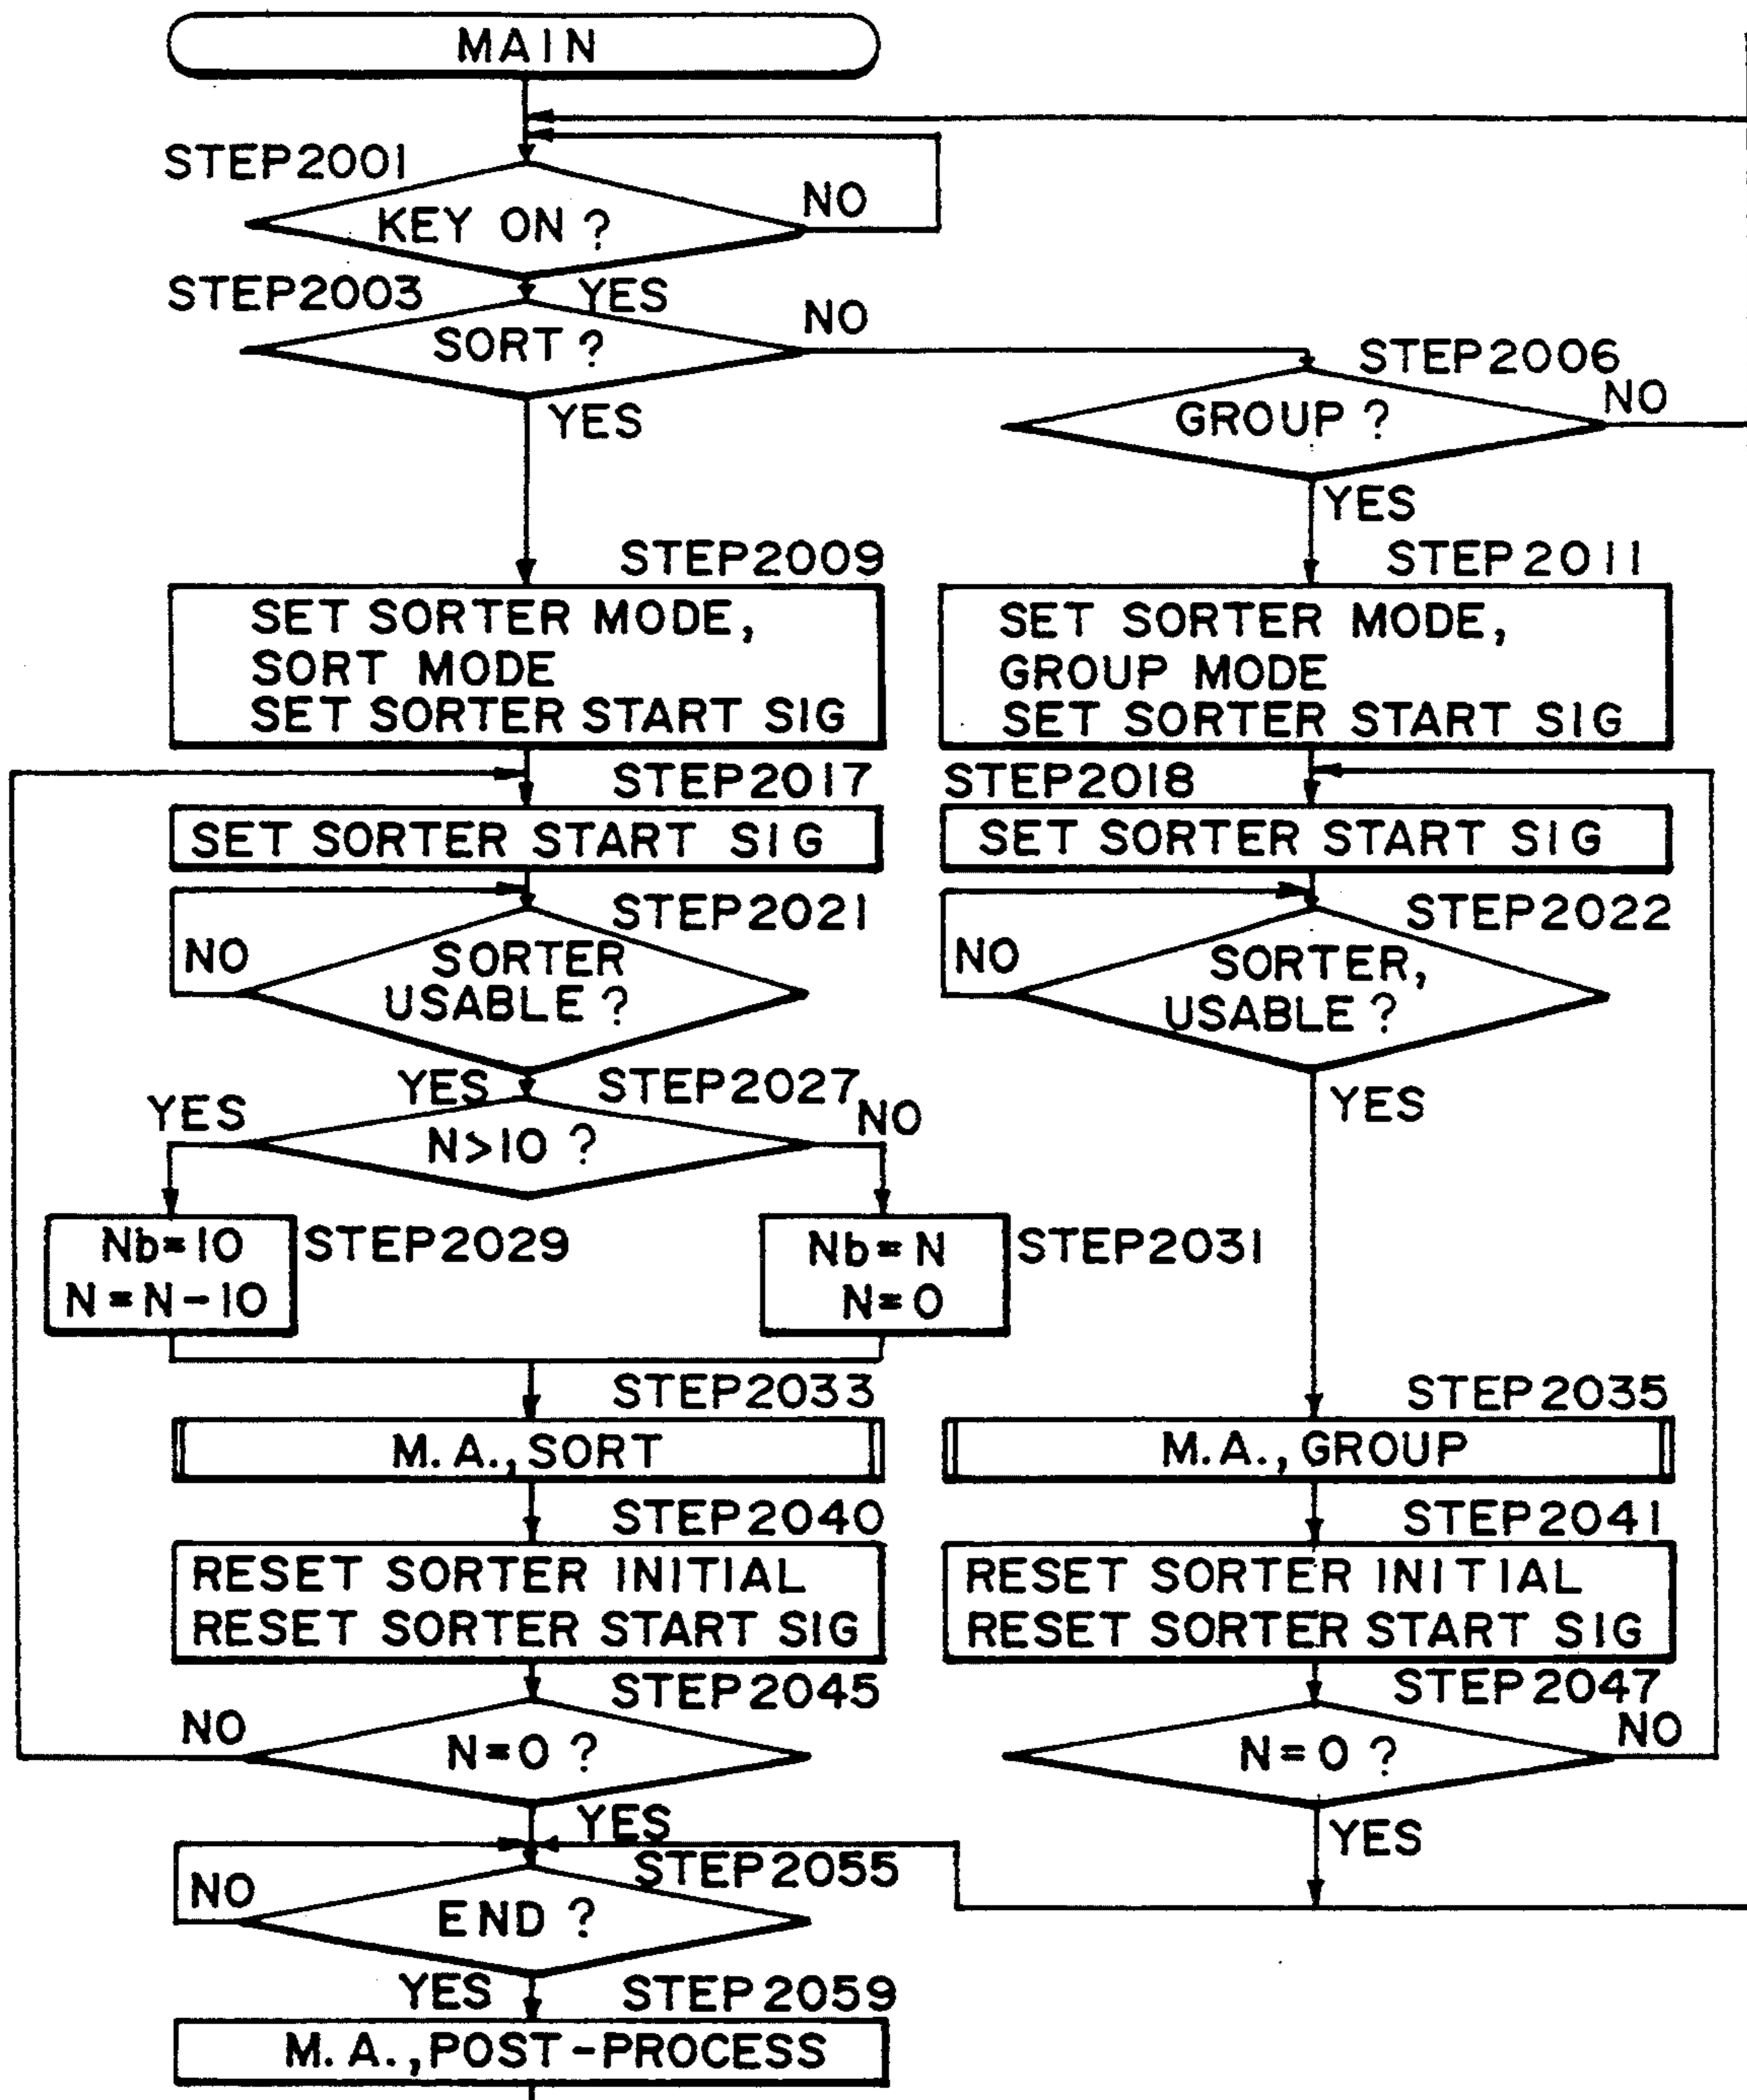 MAIN
STEP2001
KEY ON ?
NO
STEP2003
YES
SORT ?
NO
YES
STEP2006
GROUP ?
NO
YES
STEP2009
SET SORTER MODE,
SORT MODE
SET SORTER START SIG
STEP2011
SET SORTER MODE,
GROUP MODE
SET SORTER START SIG
STEP2017
SET SORTER START SIG
STEP2018
SET SORTER START SIG
STEP2021
NO
SORTER
USABLE ?
YES
STEP2022
NO
SORTER,
USABLE ?
YES
STEP2027
YES
N>10 ?
NO
Nb=10
N=N-10
STEP2029
Nb=N
N=0
STEP2031
STEP2033
M.A.,SORT
STEP2035
M.A.,GROUP
STEP2040
RESET SORTER INITIAL
RESET SORTER START SIG
STEP2041
RESET SORTER INITIAL
RESET SORTER START SIG
STEP2045
NO
N=0 ?
YES
STEP2047
N=0 ?
NO
YES
STEP2055
NO
END ?
YES
STEP2059
M.A.,POST-PROCESS